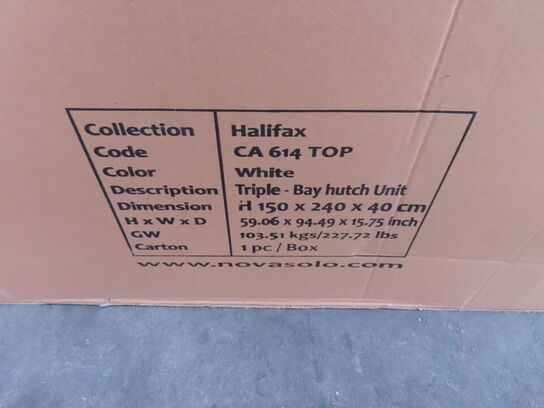 Collection Halifax
Code CA 614 TOP
Color White
Description Triple - Bay hutch Unit
Dimension H 150 x 240 x 40 cm
H x W x D 59.06 x 94.49 x 15.75 inch
GW 103.51 kgs/227.72 lbs
Carton 1 pc / Box
www.novasolo.com